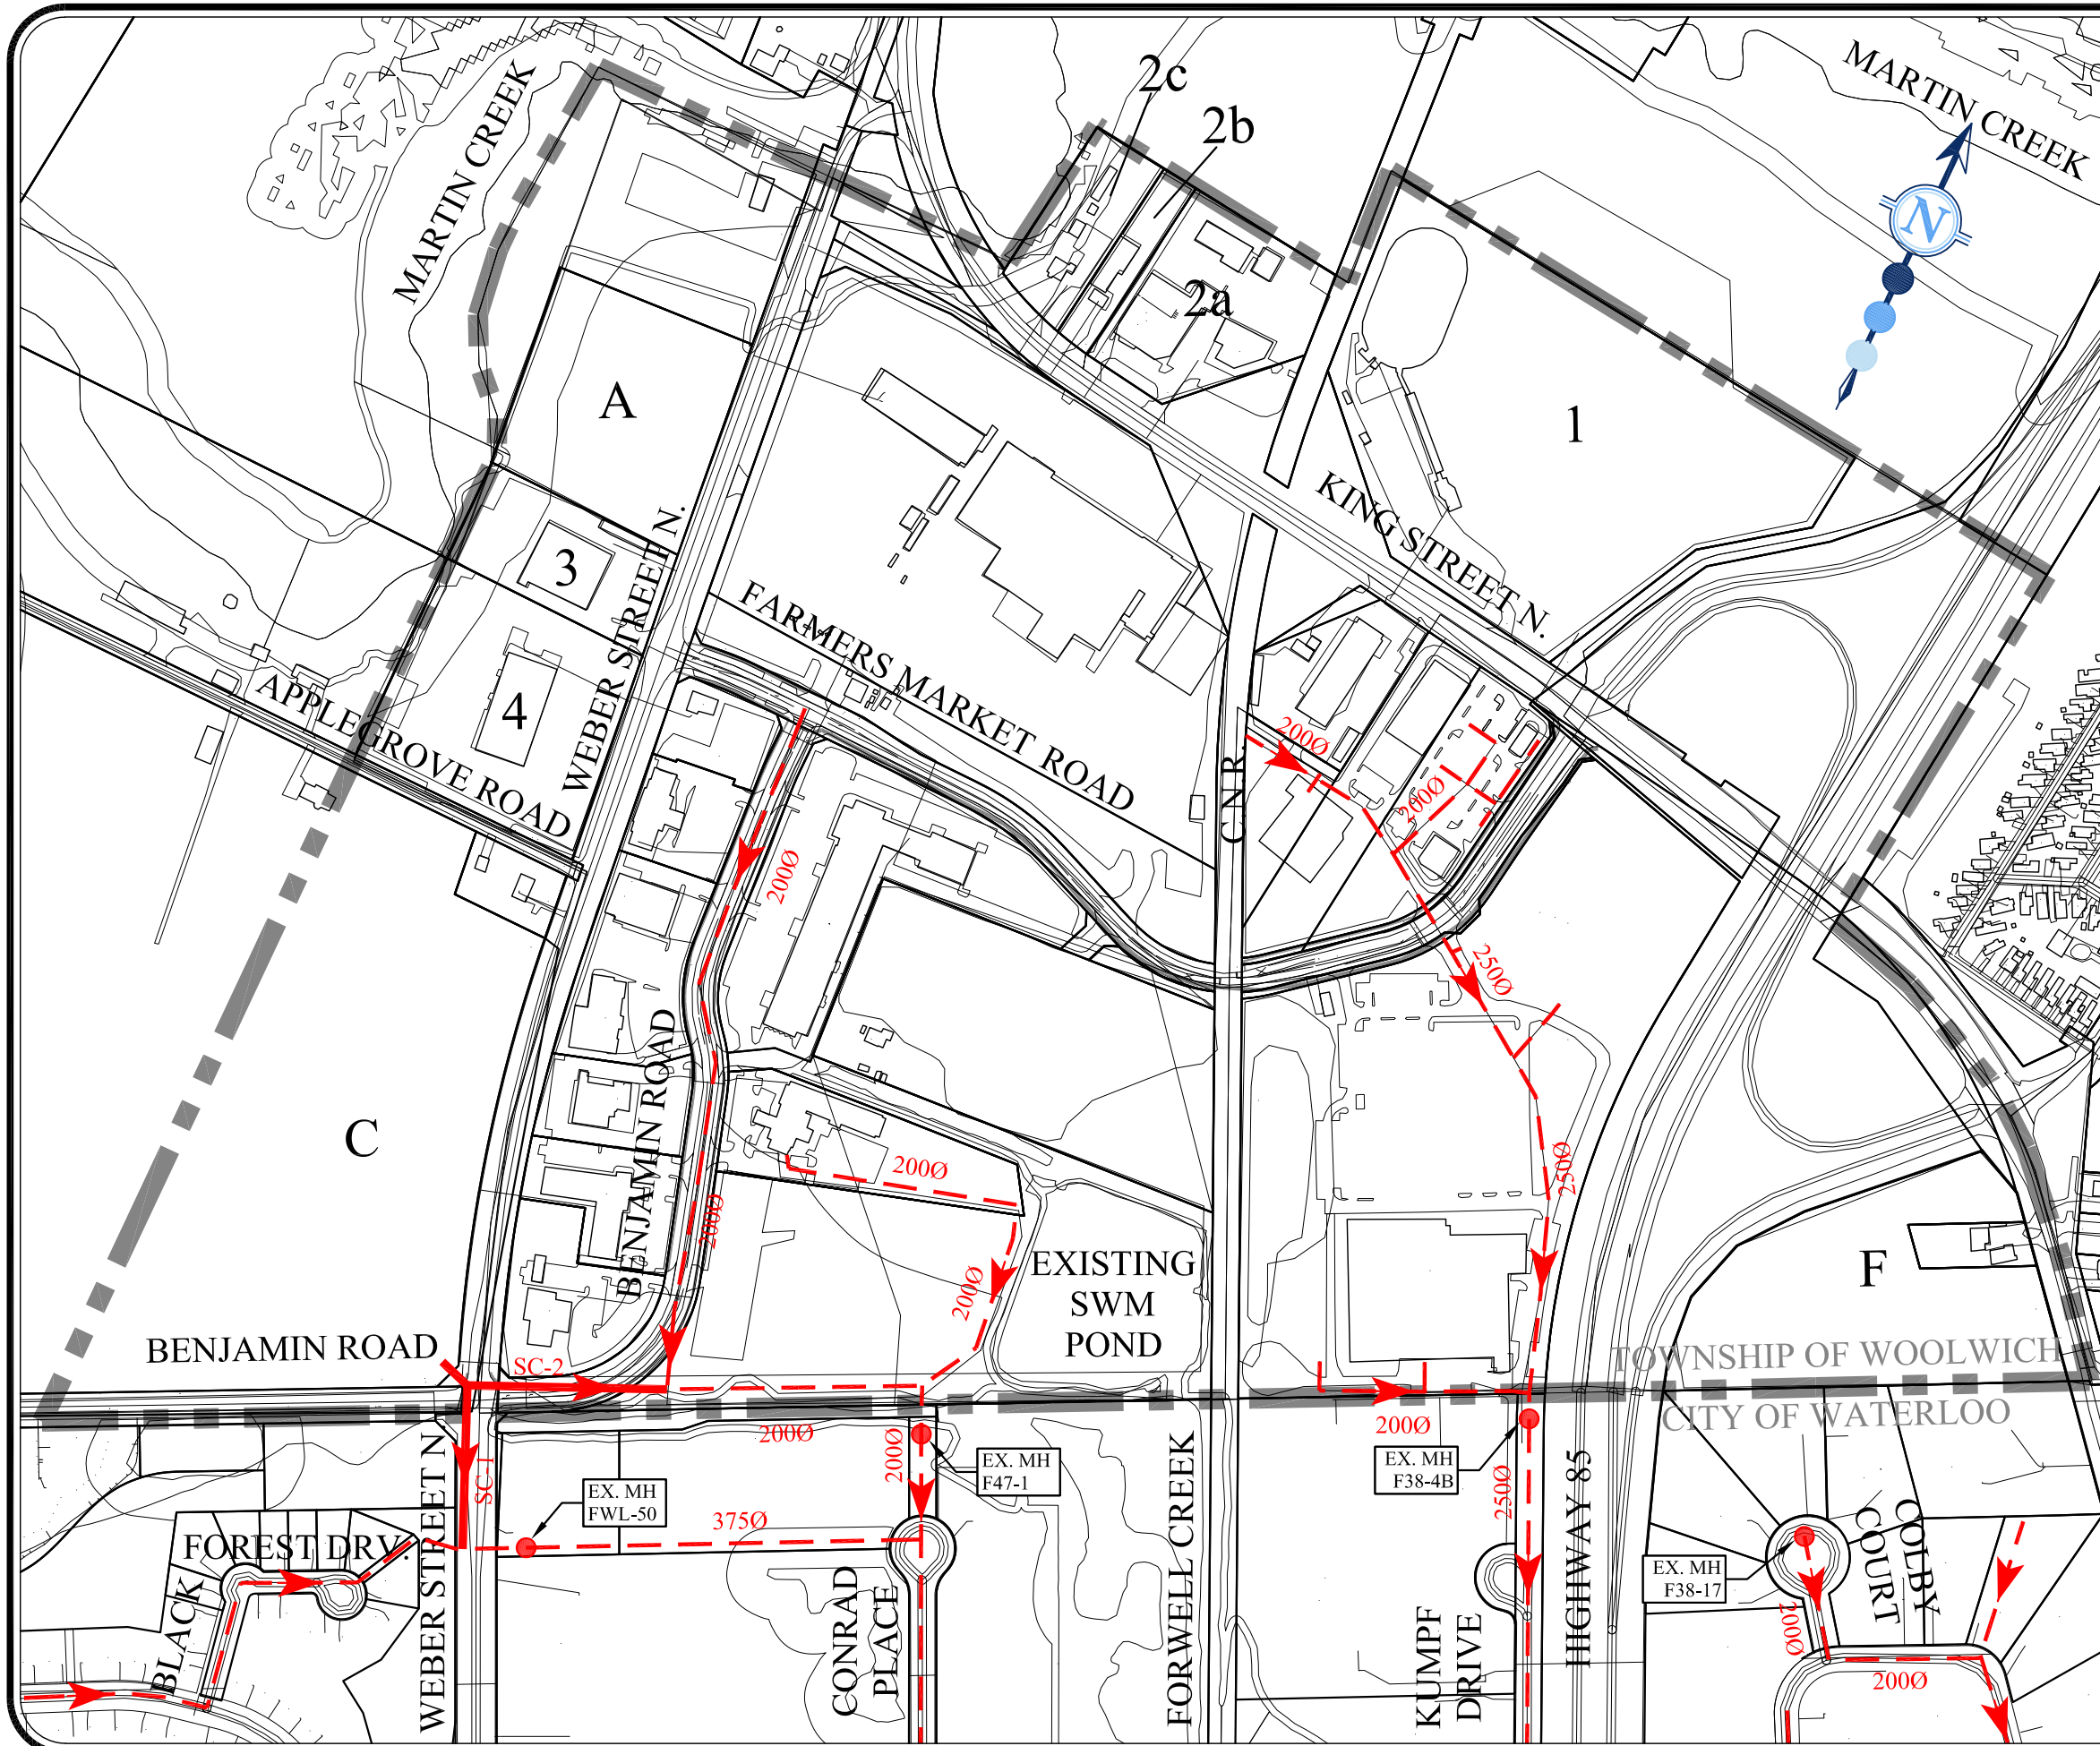 MARTIN CREEK
2c
2b
MARTIN CREEK
N
2a
A
1
3
4
WEBER STREET N.
KING STREET N.
FARMERS MARKET ROAD
APPLEGROVE ROAD
C.N.R.
200Ø
200Ø
200Ø
250Ø
C
BENJAMIN ROAD
200Ø
200Ø
250Ø
200Ø
EXISTING
SWM
POND
F
BENJAMIN ROAD
SC-2
TOWNSHIP OF WOOLWICH
CITY OF WATERLOO
200Ø
200Ø
200Ø
EX. MH
F47-1
EX. MH
F38-4B
SC-1
EX. MH
FWL-50
375Ø
250Ø
WEBER STREET N.
FOREST DRV.
BLACK
CONRAD
PLACE
FORWELL CREEK
KUMPF
DRIVE
HIGHWAY 85
EX. MH
F38-17
COLBY
COURT
200Ø
200Ø